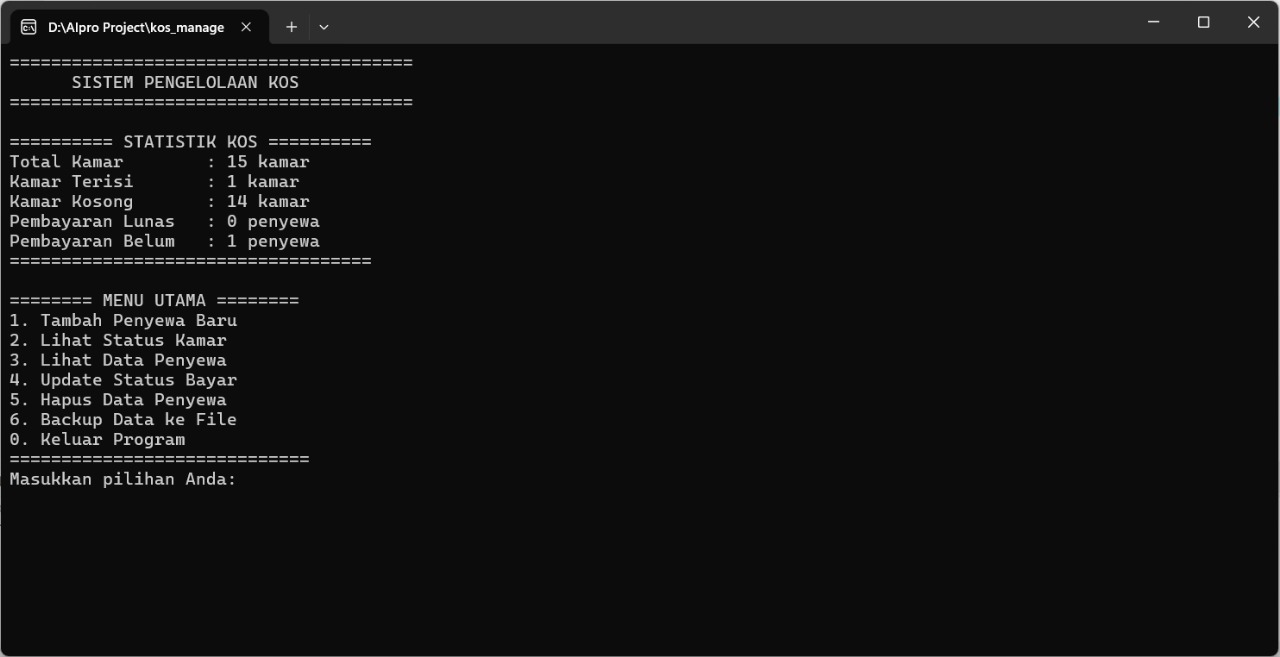 D:\Alpro Project\kos_manage
=======================================
      SISTEM PENGELOLAAN KOS
=======================================
========== STATISTIK KOS ==========
Total Kamar        : 15 kamar
Kamar Terisi       : 1 kamar
Kamar Kosong       : 14 kamar
Pembayaran Lunas   : 0 penyewa
Pembayaran Belum   : 1 penyewa
===================================
======== MENU UTAMA ========
1. Tambah Penyewa Baru
2. Lihat Status Kamar
3. Lihat Data Penyewa
4. Update Status Bayar
5. Hapus Data Penyewa
6. Backup Data ke File
0. Keluar Program
=============================
Masukkan pilihan Anda: